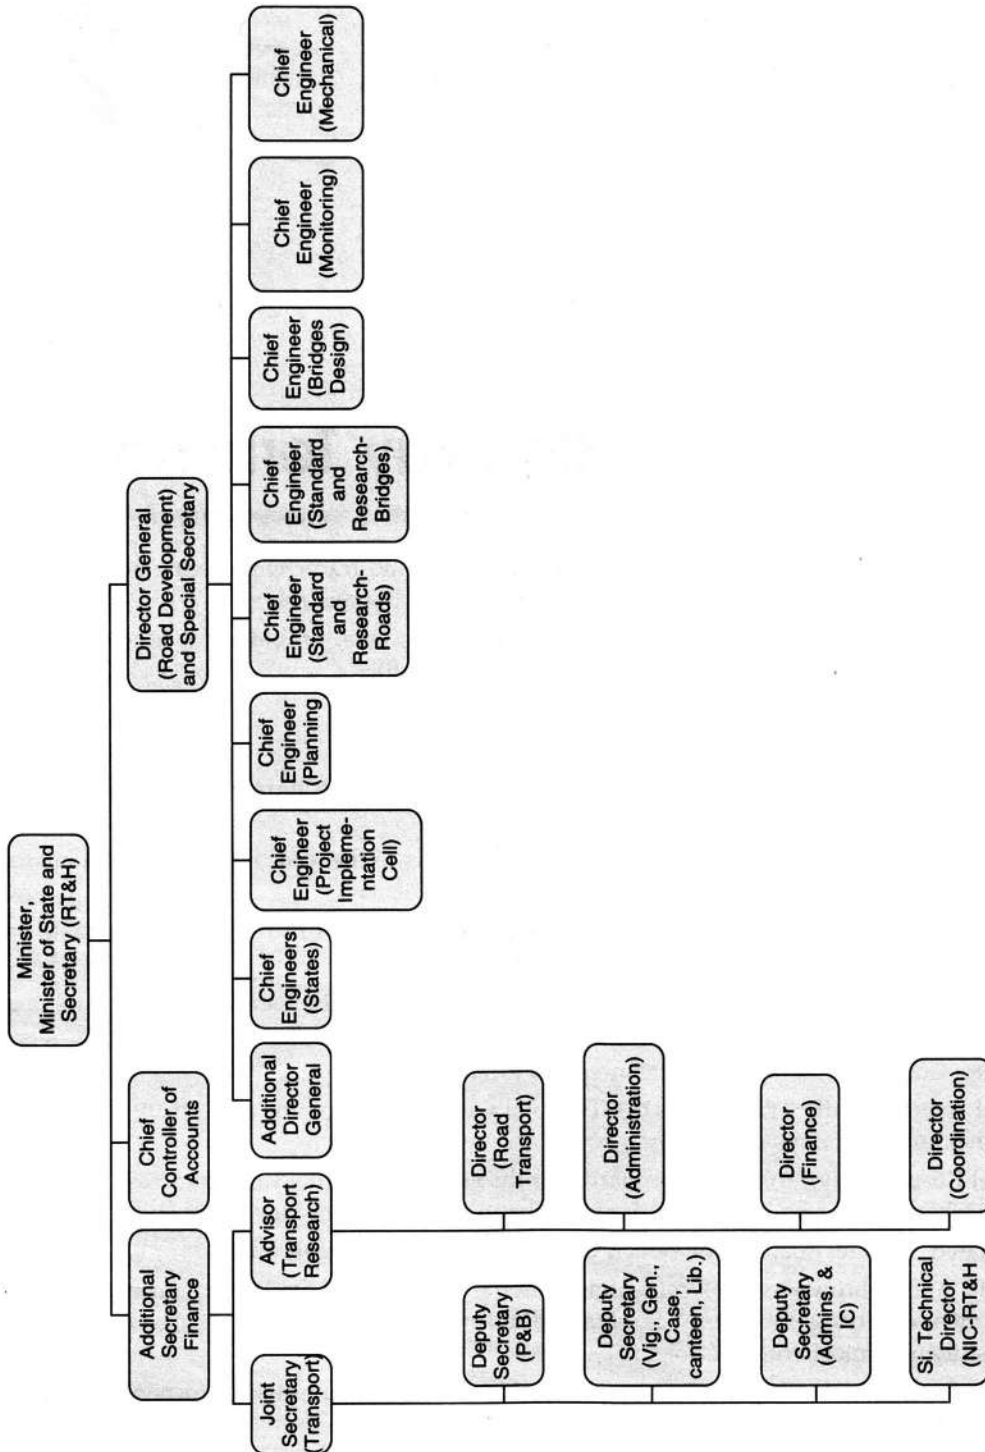 Minister,
Minister of State and
Secretary (RT&H)
Additional
Secretary
Finance
Chief
Controller of
Accounts
Director General
(Road Development)
and Special Secretary
Joint
Secretary
(Transport)
Advisor
(Transport
Research)
Additional
Director
General
Chief
Engineers
(States)
Chief
Engineer
(Project
Impleme-
ntation
Cell)
Chief
Engineer
(Planning
Chief
Engineer
(Standard
and
Research-
Roads)
Chief
Engineer
(Standard
and
Research-
Bridges)
Chief
Engineer
(Bridges
Design)
Chief
Engineer
(Monitoring)
Chief
Engineer
(Mechanical)
Deputy
Secretary
(P&B)
Director
(Road
Transport)
Deputy
Secretary
(Vig., Gen.,
Case,
canteen, Lib.)
Director
(Administration)
Deputy
Secretary
(Admins. &
IC)
Director
(Finance)
Si. Technical
Director
(NIC-RT&H
Director
(Coordination)